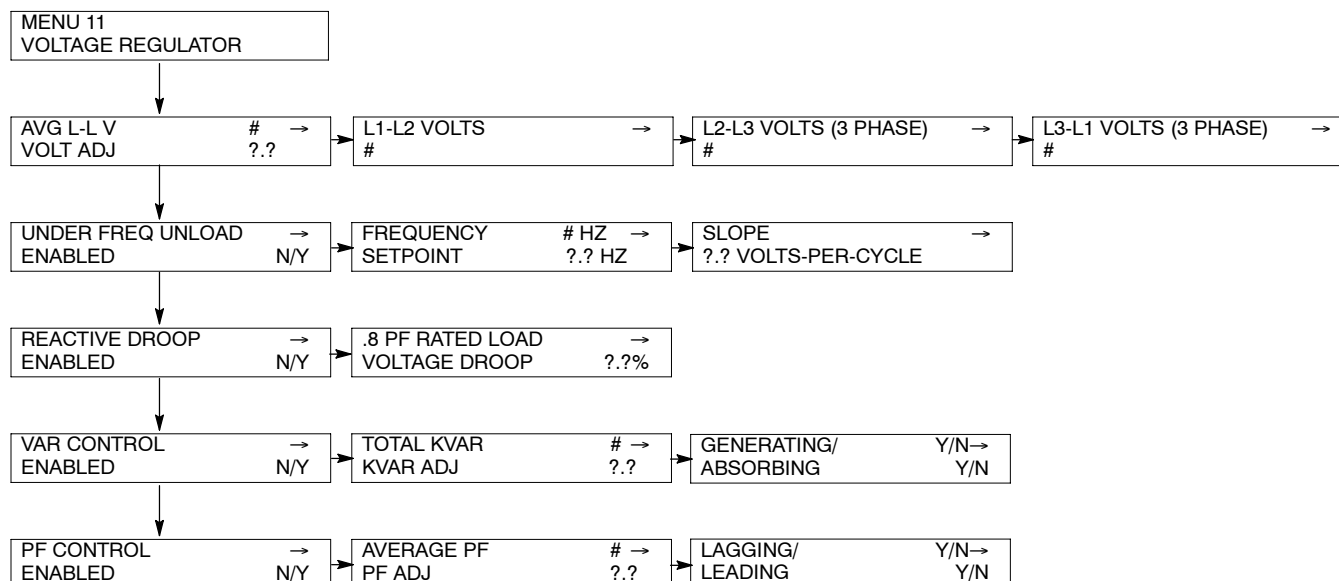 MENU 11
VOLTAGE REGULATOR
AVG L-L V # →
VOLT ADJ ?.?
L1-L2 VOLTS →
#
L2-L3 VOLTS (3 PHASE) →
#
L3-L1 VOLTS (3 PHASE) →
#
UNDER FREQ UNLOAD →
ENABLED N/Y
FREQUENCY # HZ →
SETPOINT ?.? HZ
SLOPE →
?.? VOLTS-PER-CYCLE
REACTIVE DROOP →
ENABLED N/Y
.8 PF RATED LOAD →
VOLTAGE DROOP ?.?%
VAR CONTROL →
ENABLED N/Y
TOTAL KVAR # →
KVAR ADJ ?.?
GENERATING/ Y/N→
ABSORBING Y/N
PF CONTROL →
ENABLED N/Y
AVERAGE PF # →
PF ADJ ?.?
LAGGING/ Y/N→
LEADING Y/N